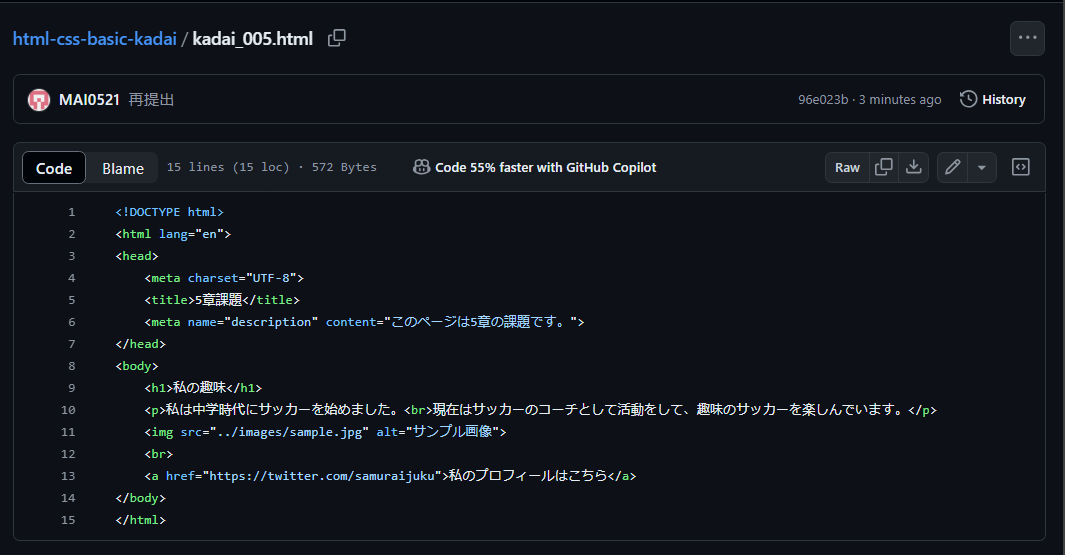 html-css-basic-kadai / kadai_005.html
MAI0521 再提出 96e023b · 3 minutes ago History
Code Blame 15 lines (15 loc) · 572 Bytes Code 55% faster with GitHub Copilot Raw
1 <!DOCTYPE html>
2 <html lang="en">
3 <head>
4 <meta charset="UTF-8">
5 <title>5章課題</title>
6 <meta name="description" content="このページは5章の課題です。">
7 </head>
8 <body>
9 <h1>私の趣味</h1>
10 <p>私は中学時代にサッカーを始めました。<br>現在はサッカーのコーチとして活動をして、趣味のサッカーを楽しんでいます。</p>
11 <img src="../images/sample.jpg" alt="サンプル画像">
12 <br>
13 <a href="https://twitter.com/samuraijuku">私のプロフィールはこちら</a>
14 </body>
15 </html>